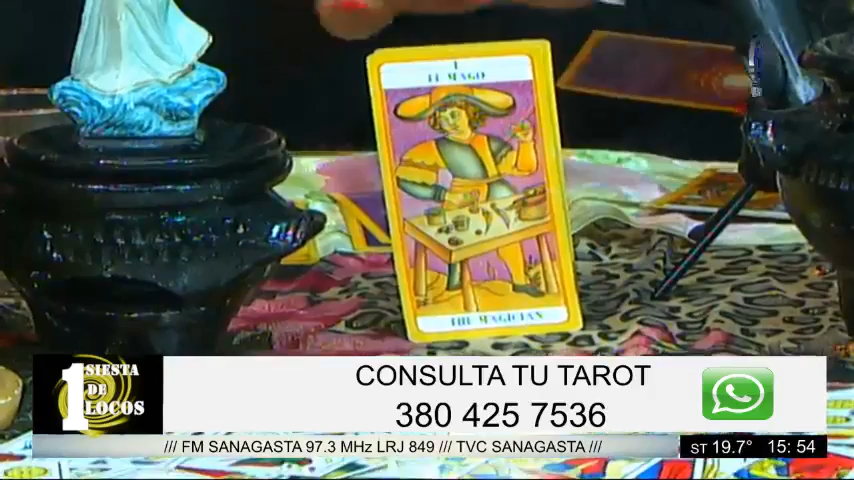 I
EL MAGO
THE MAGICIAN
1 SIESTA
DE
LOCOS
CONSULTA TU TAROT
380 425 7536
/// FM SANAGASTA 97.3 MHz LRJ 849 /// TVC SANAGASTA ///
ST 19.7° 15:54